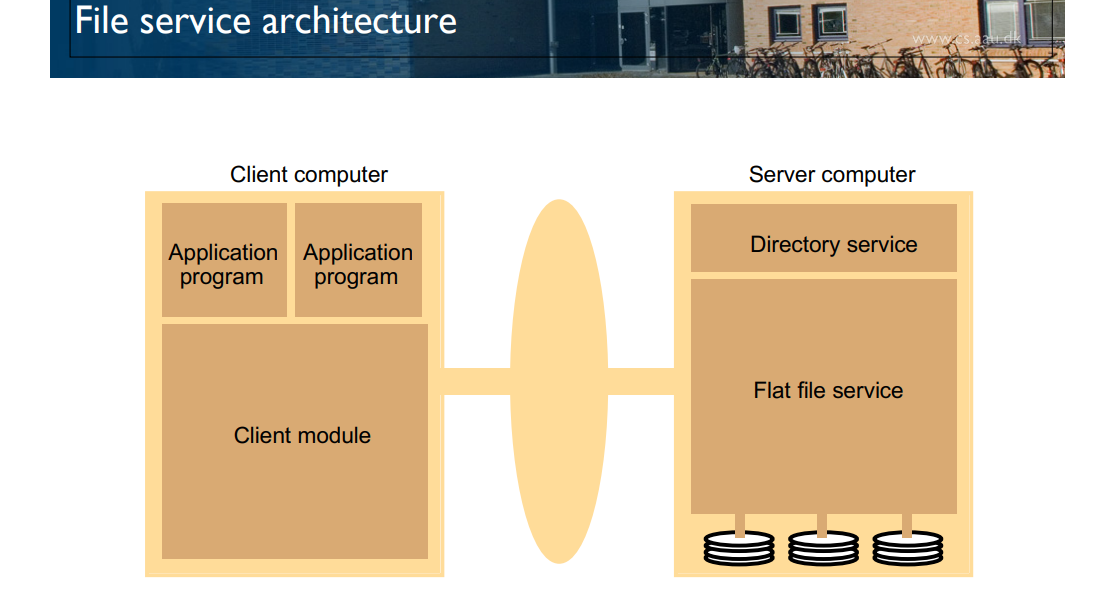 File service architecture
www.cs.aau.dk
Client computer
Server computer
Application
program
Application
program
Directory service
Flat file service
Client module